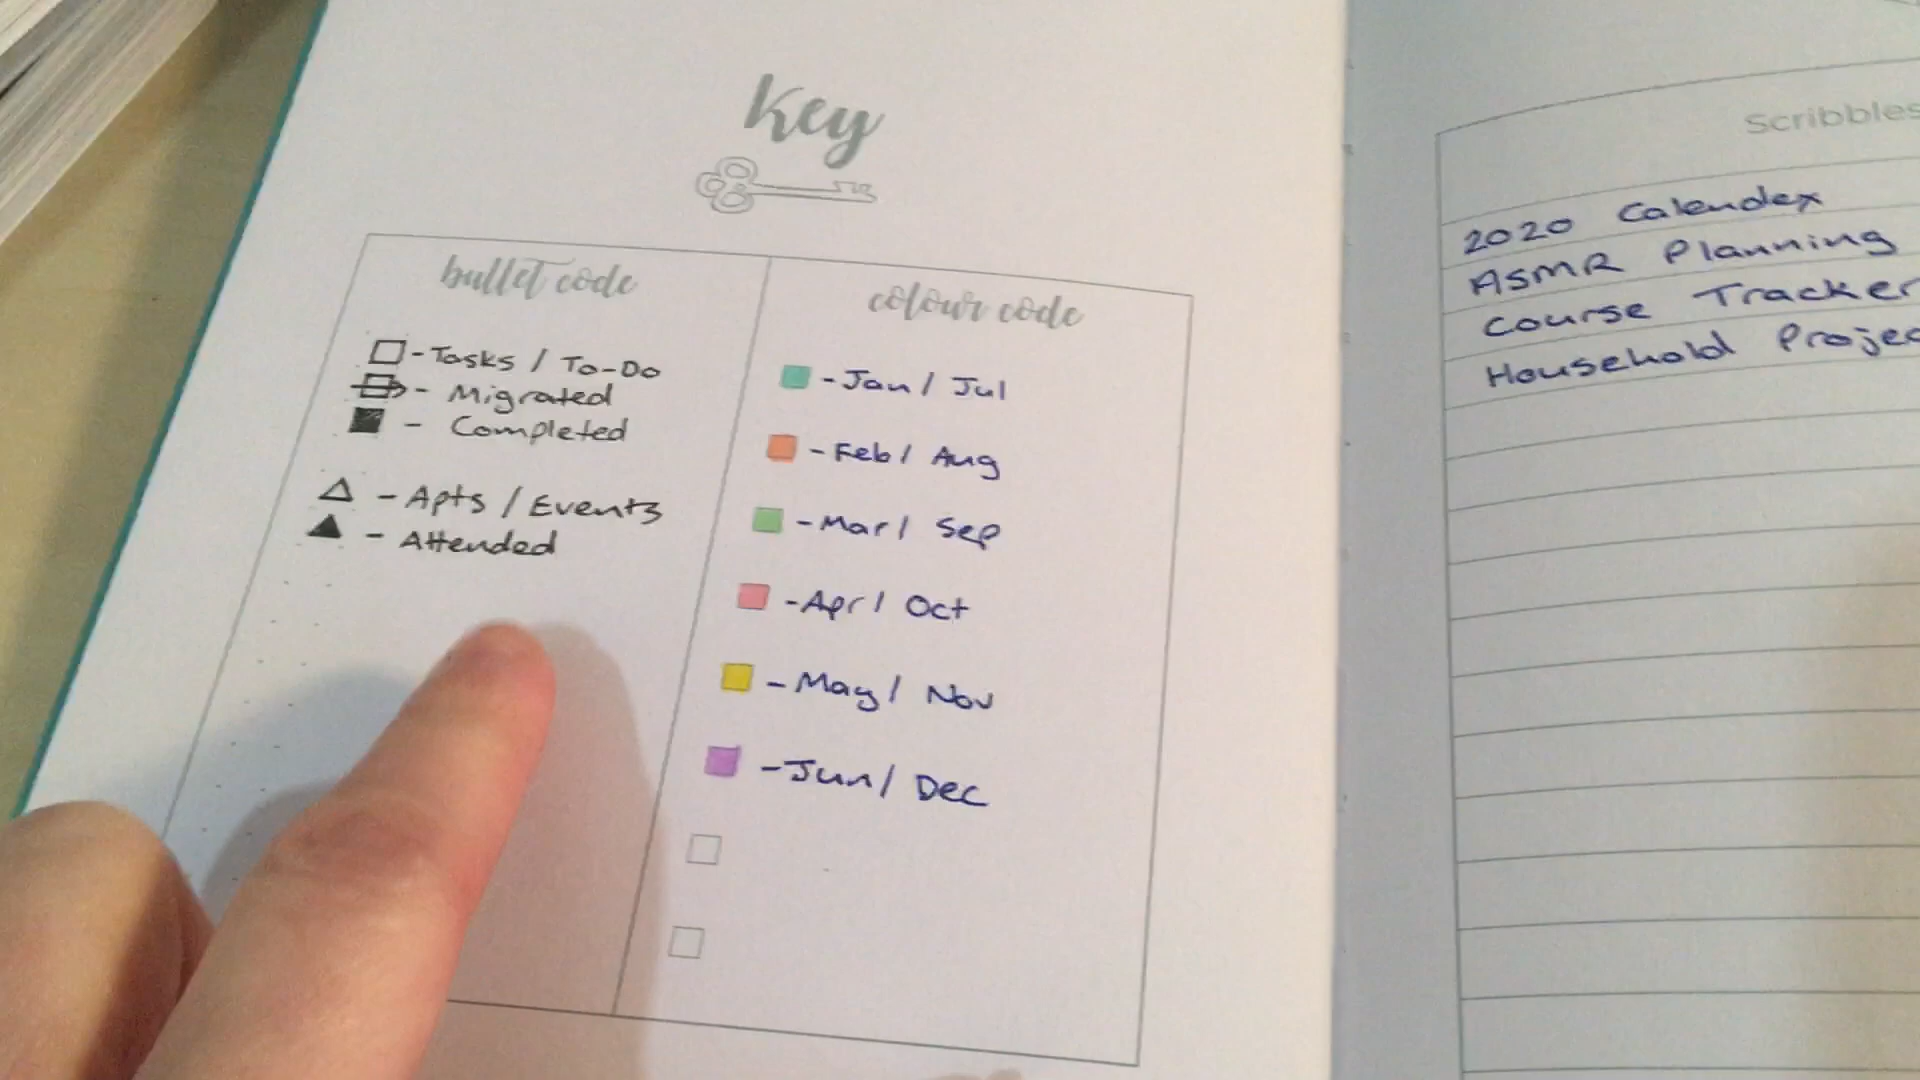 Key
bullet code
- Tasks / To-Do
- Migrated
- Completed
- Apts / Events
- Attended
colour code
- Jan / Jul
- Feb / Aug
- Mar / Sep
- Apr / Oct
- May / Nov
- Jun / Dec
Scribbles
2020 Calendex
ASMR Planning
Course Tracker
Household